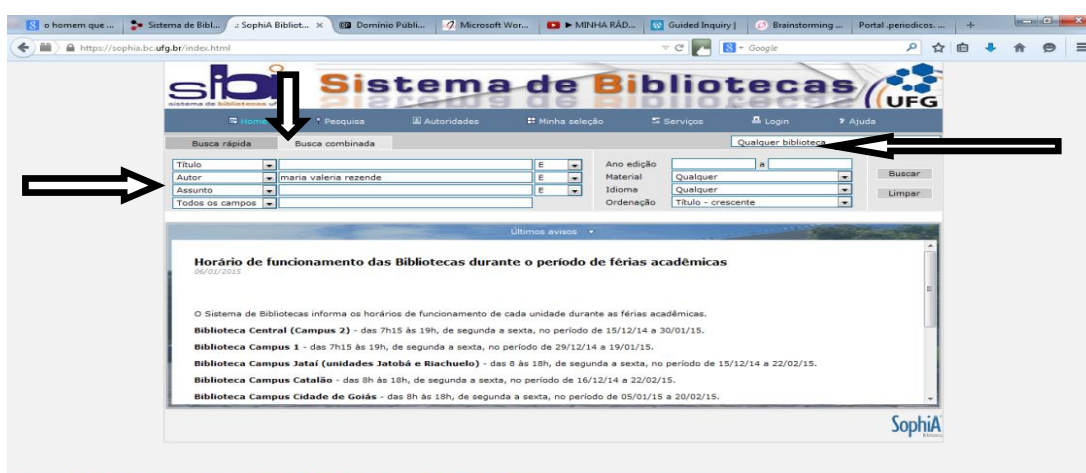 o homem que ...
Sistema de Bibl...
SophiA Bibliot...
Domínio Públi...
Microsoft Wor...
► MINHA RÁD...
Guided Inquiry |
Brainstorming ...
Portal .periodicos. ...
https://sophia.bc.ufg.br/index.html
Google
sibi
sistema de bibliotecas
Sistema de Bibliotecas
UFG
Home
Pesquisa
Autoridades
Minha seleção
Serviços
Login
? Ajuda
Busca rápida
Busca combinada
Qualquer biblioteca
Título E Ano edição a
Autor maria valeria rezende E Material Qualquer Buscar
Assunto E Idioma Qualquer Limpar
Todos os campos Ordenação Título - crescente
Últimos avisos
Horário de funcionamento das Bibliotecas durante o período de férias acadêmicas
06/01/2015
O Sistema de Bibliotecas informa os horários de funcionamento de cada unidade durante as férias acadêmicas.
Biblioteca Central (Campus 2) - das 7h15 às 19h, de segunda a sexta, no período de 15/12/14 a 30/01/15.
Biblioteca Campus 1 - das 7h15 às 19h, de segunda a sexta, no período de 29/12/14 a 19/01/15.
Biblioteca Campus Jataí (unidades Jatobá e Riachuelo) - das 8 às 18h, de segunda a sexta, no período de 15/12/14 a 22/02/15.
Biblioteca Campus Catalão - das 8h às 18h, de segunda a sexta, no período de 16/12/14 a 22/02/15.
Biblioteca Campus Cidade de Goiás - das 8h às 18h, de segunda a sexta, no período de 05/01/15 a 20/02/15.
SophiA